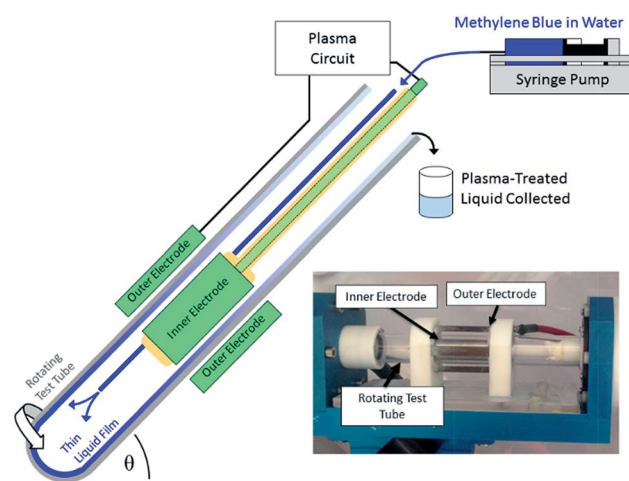 Methylene Blue in Water
Plasma
Circuit
Syringe Pump
Plasma-Treated
Liquid Collected
Outer Electrode
Inner Electrode
Outer Electrode
Rotating
Test Tube
Thin
Liquid Film
θ
Inner Electrode
Outer Electrode
Rotating Test
Tube